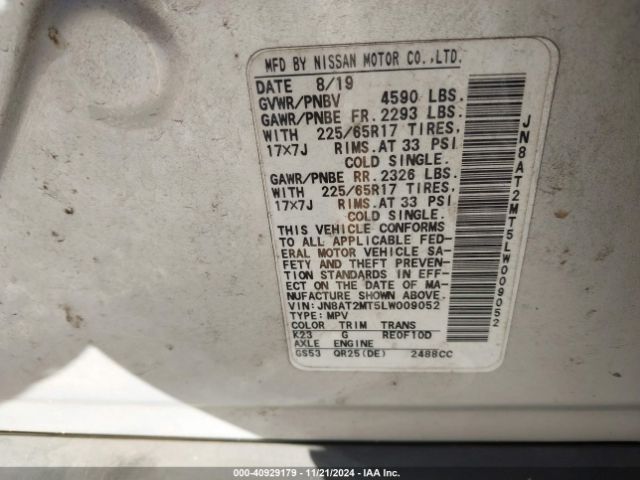 MFD BY NISSAN MOTOR CO.,LTD.
DATE 8/19
GVWR/PNBV 4590 LBS.
GAWR/PNBE FR. 2293 LBS.
WITH 225/65R17 TIRES,
17X7J RIMS.AT 33 PSI
COLD SINGLE.
GAWR/PNBE RR. 2326 LBS.
WITH 225/65R17 TIRES,
17X7J RIMS.AT 33 PSI
COLD SINGLE.
THIS VEHICLE CONFORMS
TO ALL APPLICABLE FED-
ERAL MOTOR VEHICLE SA-
FETY AND THEFT PREVEN-
TION STANDARDS IN EFF-
ECT ON THE DATE OF MA-
NUFACTURE SHOWN ABOVE.
VIN:JN8AT2MT5LW009052
TYPE:MPV
COLOR TRIM TRANS
K23 G RE0F10D
AXLE ENGINE
GS53 QR25(DE) 2488CC
JN8AT2MT5LW009052
000-40929179 - 11/21/2024 - IAA Inc.